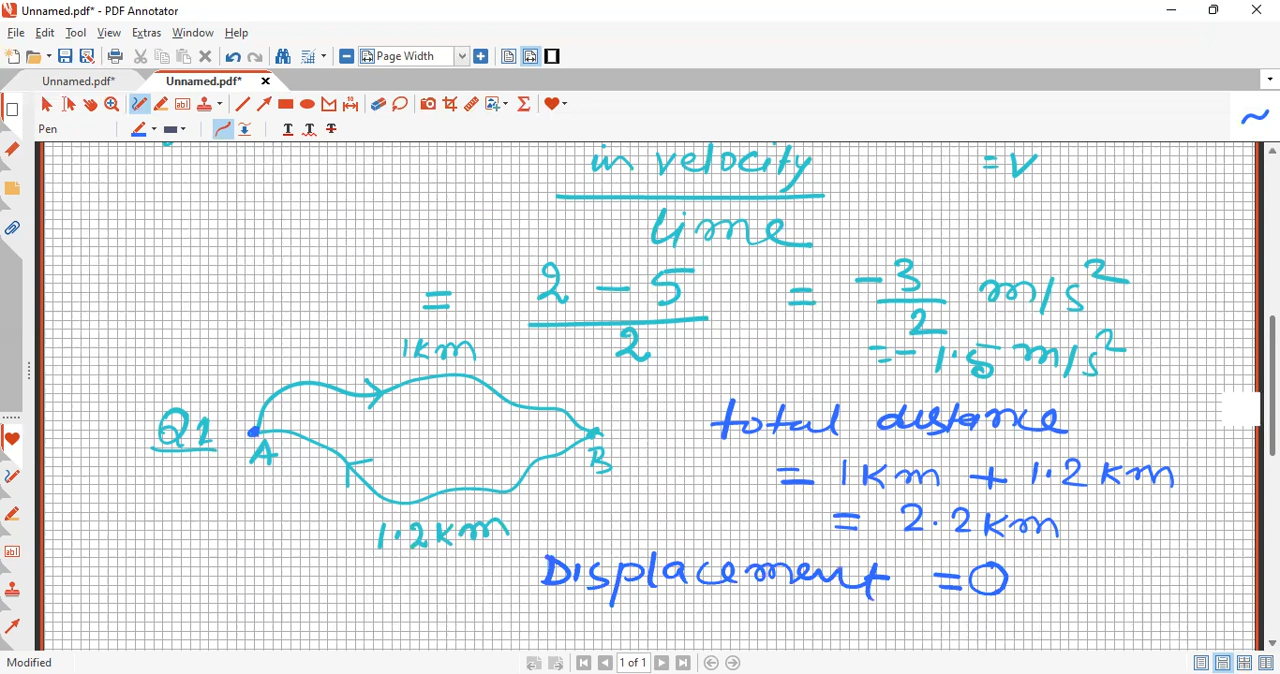 Unnamed.pdf* - PDF Annotator
File Edit Tool View Extras Window Help
Page Width
Unnamed.pdf* Unnamed.pdf*
Pen
in velocity
time
= V
= 2 - 5 = -3 m/s2
2 2
= - 1.5 m/s2
1km
Q1
A
B
1.2km
total distance
= 1km + 1.2km
= 2.2km
Displacement = 0
Modified
1 of 1